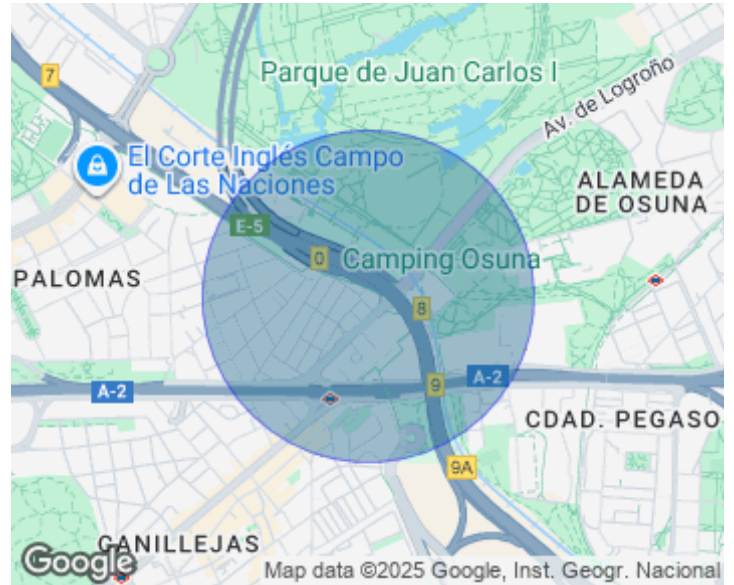 7
Parque de Juan Carlos I
Av. de Logroño
El Corte Inglés Campo
de Las Naciones
ALAMEDA
DE OSUNA
E-5
0
Camping Osuna
PALOMAS
8
A-2
9
A-2
CDAD. PEGASO
9A
CANILLEJAS
Google
Map data ©2025 Google, Inst. Geogr. Nacional